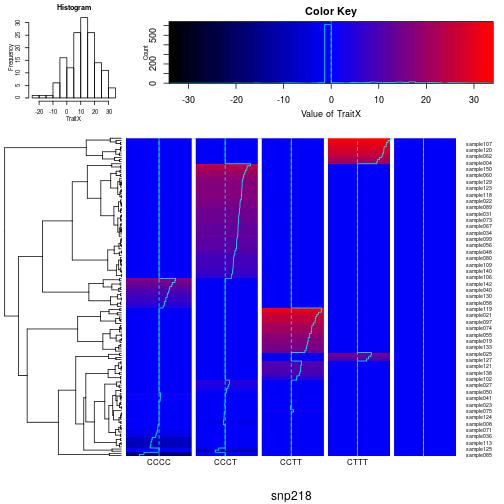 Histogram
Frequency
0 5 10 15 20 25 30
-20 -10 0 10 20 30
TraitX
Color Key
Count
0 200 500
-30 -20 -10 0 10 20 30
Value of TraitX
sample107
sample120
sample062
sample004
sample150
sample060
sample129
sample123
sample118
sample022
sample089
sample031
sample073
sample067
sample034
sample099
sample056
sample048
sample080
sample109
sample140
sample106
sample142
sample040
sample130
sample058
sample119
sample021
sample097
sample074
sample055
sample019
sample133
sample025
sample127
sample121
sample138
sample102
sample027
sample050
sample041
sample023
sample075
sample124
sample008
sample071
sample036
sample113
sample125
sample085
CCCC CCCT CCTT CTTT
snp218